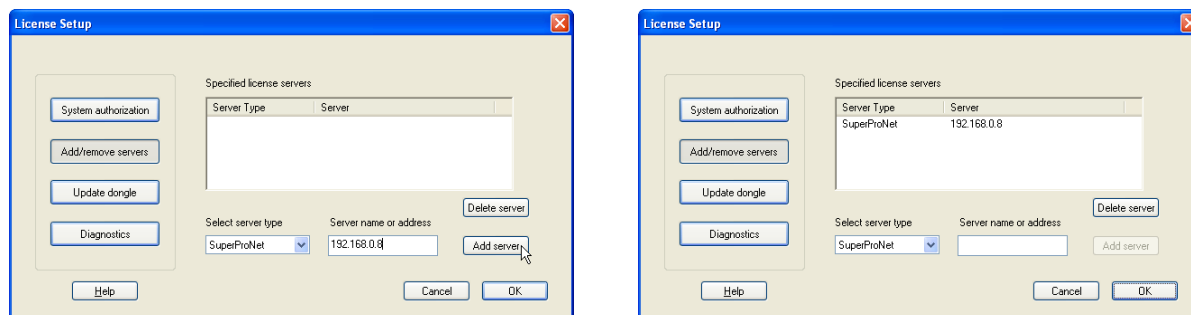 License Setup
Specified license servers
Server Type Server
System authorization
Add/remove servers
Update dongle
Delete server
Select server type Server name or address
Diagnostics
SuperProNet 192.168.0.8 Add server
Help Cancel OK
License Setup
Specified license servers
Server Type Server
System authorization
SuperProNet 192.168.0.8
Add/remove servers
Update dongle
Delete server
Select server type Server name or address
Diagnostics
SuperProNet Add server
Help Cancel OK